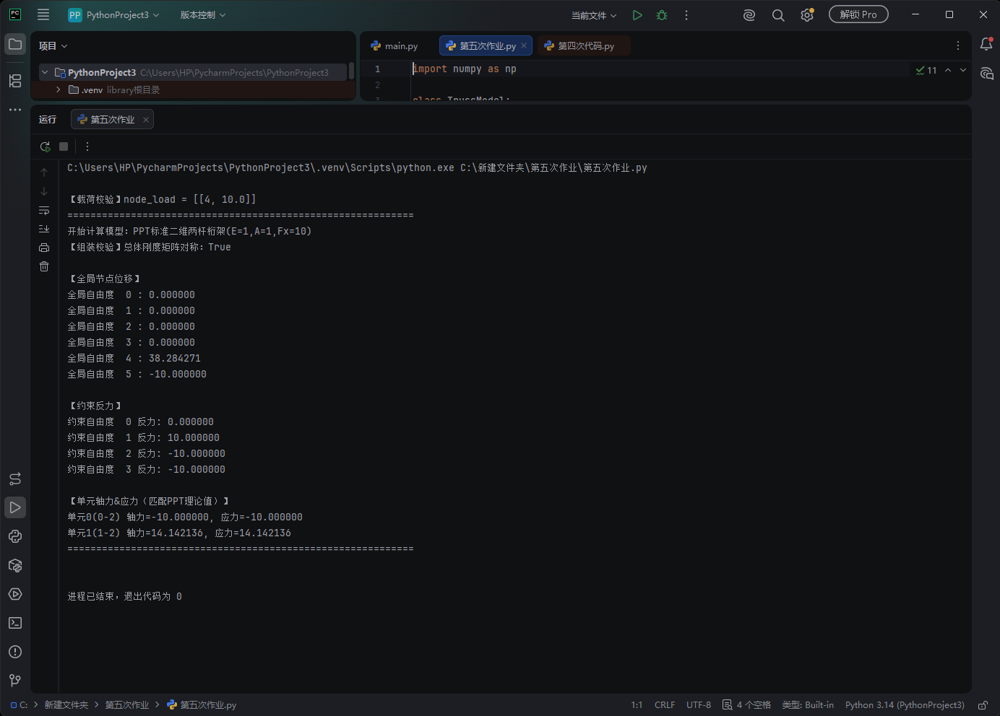 PC
PP PythonProject3 版本控制 当前文件 解锁 Pro
项目
main.py 第五次作业.py 第四次代码.py
PythonProject3 C:\Users\HP\PycharmProjects\PythonProject3
.venv library根目录
1 import numpy as np 11
2
3 class TrussModel:
运行 第五次作业
C:\Users\HP\PycharmProjects\PythonProject3\.venv\Scripts\python.exe C:\新建文件夹\第五次作业\第五次作业.py
【载荷校验】node_load = [[4, 10.0]]
============================================================
开始计算模型：PPT标准二维两杆桁架(E=1,A=1,Fx=10)
【组装校验】总体刚度矩阵对称：True
【全局节点位移】
全局自由度  0 : 0.000000
全局自由度  1 : 0.000000
全局自由度  2 : 0.000000
全局自由度  3 : 0.000000
全局自由度  4 : 38.284271
全局自由度  5 : -10.000000
【约束反力】
约束自由度  0 反力: 0.000000
约束自由度  1 反力: 10.000000
约束自由度  2 反力: -10.000000
约束自由度  3 反力: -10.000000
【单元轴力&应力（匹配PPT理论值）】
单元0(0-2) 轴力=-10.000000, 应力=-10.000000
单元1(1-2) 轴力=14.142136, 应力=14.142136
============================================================
进程已结束，退出代码为 0
C: 新建文件夹 第五次作业 第五次作业.py 1:1 CRLF UTF-8 4 个空格 类型: Built-in Python 3.14 (PythonProject3)